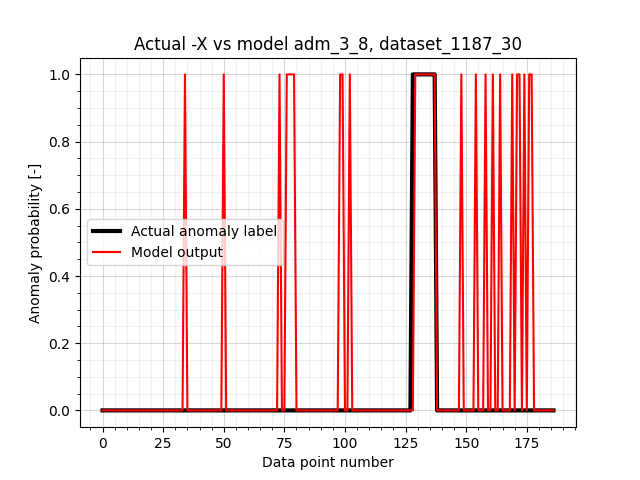 Actual -X vs model adm_3_8, dataset_1187_30
1.0
0.8
0.6
0.4
0.2
0.0
Anomaly probability [-]
Actual anomaly label
Model output
0 25 50 75 100 125 150 175
Data point number